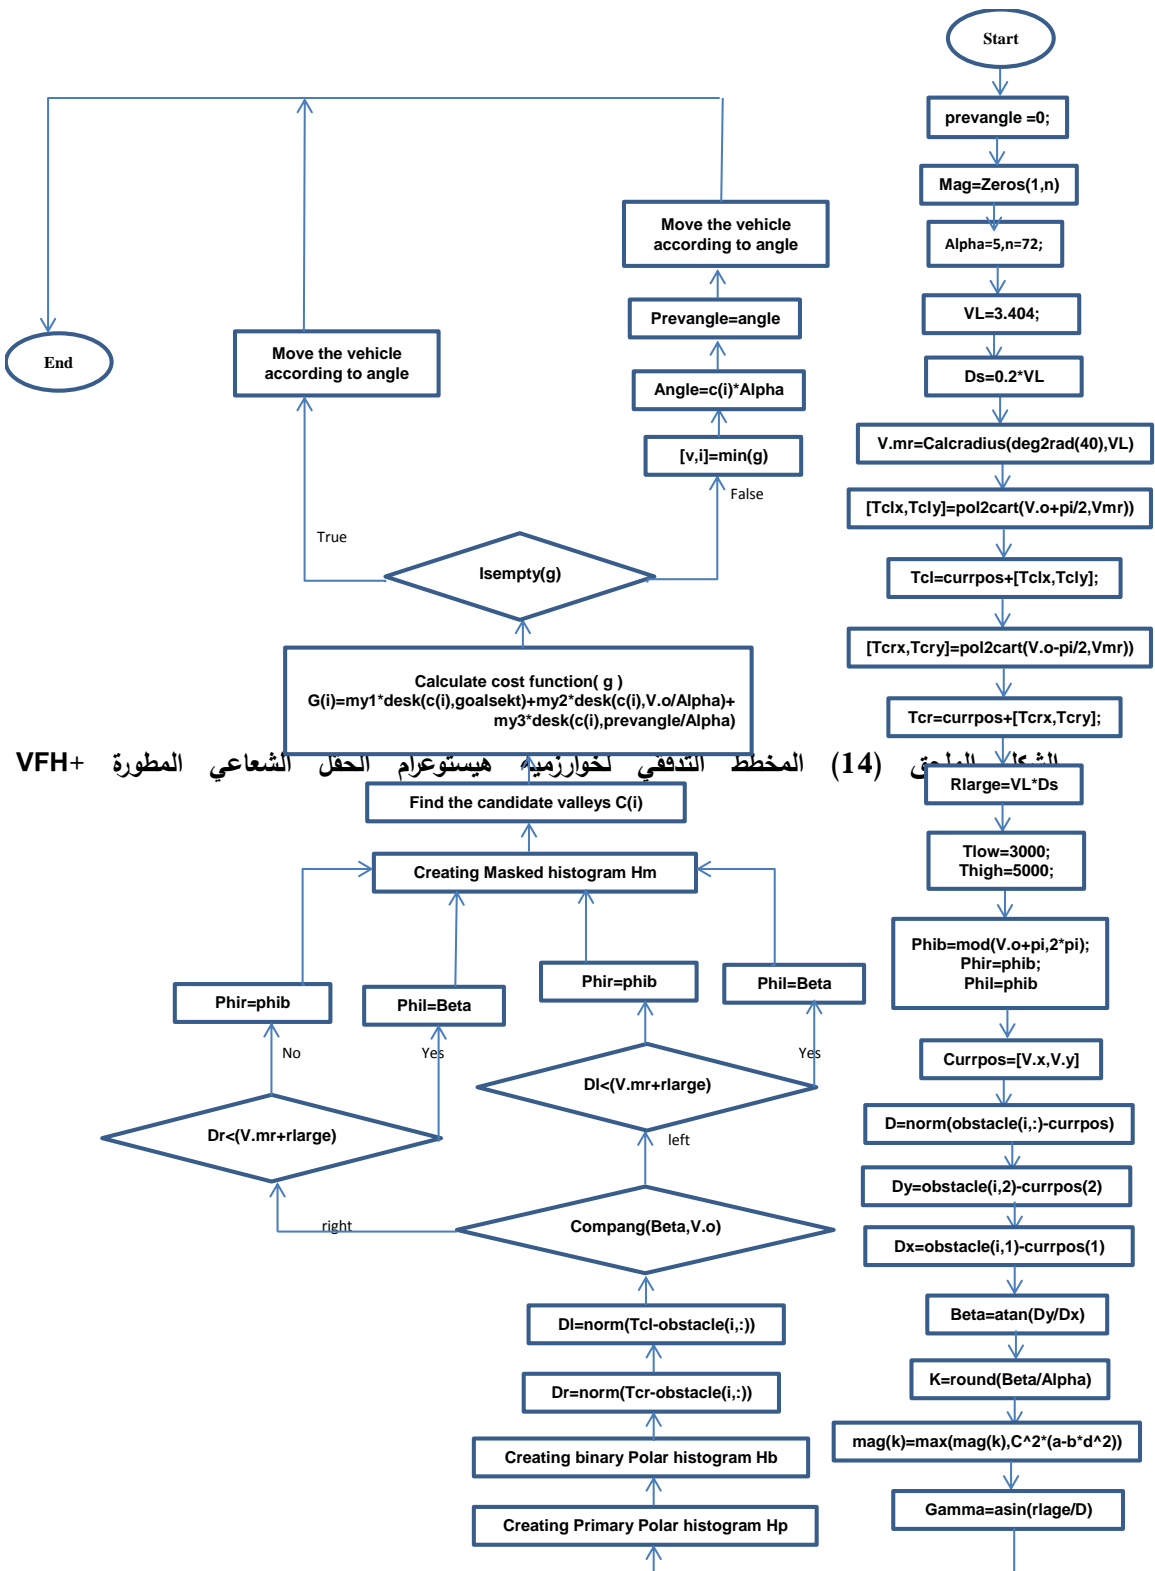 Start
prevangle =0;
Mag=Zeros(1,n)
Alpha=5,n=72;
VL=3.404;
Ds=0.2*VL
V.mr=Calcradius(deg2rad(40),VL)
[Tclx,Tcly]=pol2cart(V.o+pi/2,Vmr))
Tcl=currpos+[Tclx,Tcly];
[Tcrx,Tcry]=pol2cart(V.o-pi/2,Vmr))
Tcr=currpos+[Tcrx,Tcry];
Rlarge=VL*Ds
Tlow=3000;
Thigh=5000;
Phib=mod(V.o+pi,2*pi);
Phir=phib;
Phil=phib
Currpos=[V.x,V.y]
D=norm(obstacle(i,:)-currpos)
Dy=obstacle(i,2)-currpos(2)
Dx=obstacle(i,1)-currpos(1)
Beta=atan(Dy/Dx)
K=round(Beta/Alpha)
mag(k)=max(mag(k),C^2*(a-b*d^2))
Gamma=asin(rlage/D)
Creating Primary Polar histogram Hp
Creating binary Polar histogram Hb
Dr=norm(Tcr-obstacle(i,:))
Dl=norm(Tcl-obstacle(i,:))
Compang(Beta,V.o)
right
left
Dr<(V.mr+rlarge)
Dl<(V.mr+rlarge)
No
Yes
Yes
Phir=phib
Phil=Beta
Phir=phib
Phil=Beta
Creating Masked histogram Hm
Find the candidate valleys C(i)
الشكل الملحق (14) المخطط التدفقي لخوارزمية هيستوغرام الحقل الشعاعي المطورة VFH+
Calculate cost function( g )
G(i)=my1*desk(c(i),goalsekt)+my2*desk(c(i),V.o/Alpha)+
my3*desk(c(i),prevangle/Alpha)
Isempty(g)
True
False
[v,i]=min(g)
Angle=c(i)*Alpha
Prevangle=angle
Move the vehicle
according to angle
Move the vehicle
according to angle
End